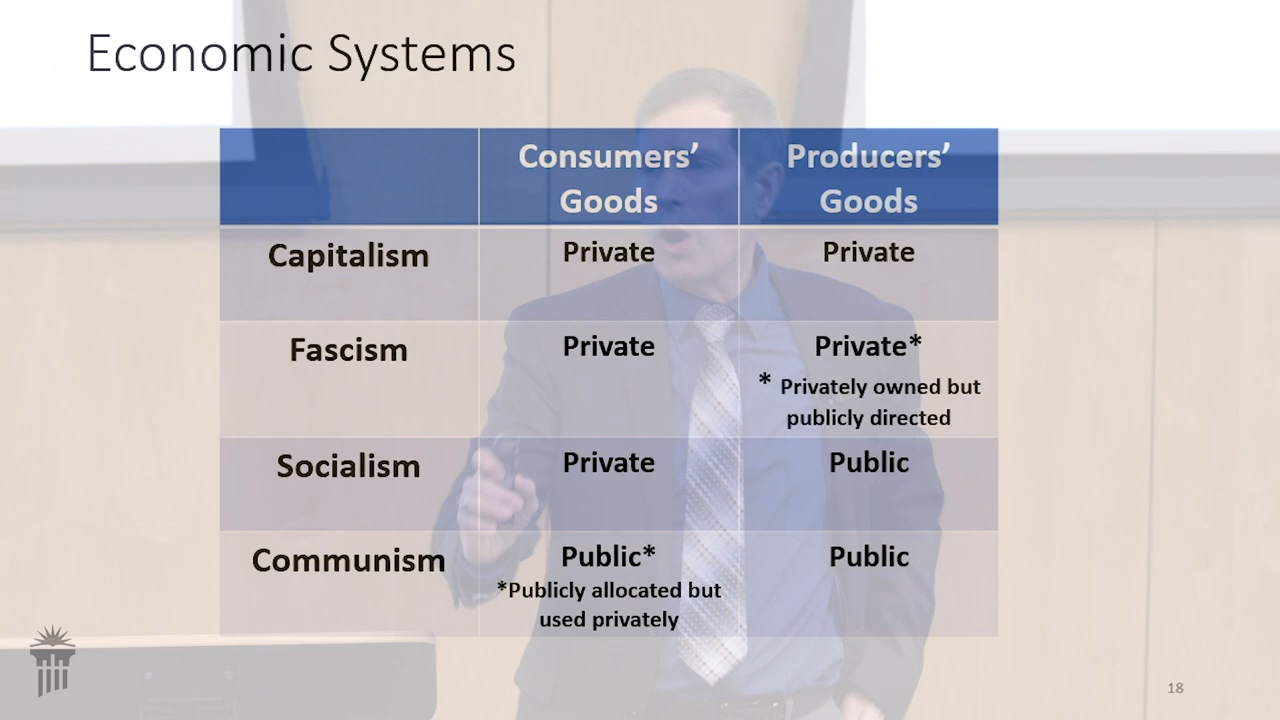 Economic Systems
Consumers’ Goods
Producers’ Goods
Capitalism
Private
Private
Fascism
Private
Private*
* Privately owned but
publicly directed
Socialism
Private
Public
Communism
Public*
*Publicly allocated but
used privately
Public
18